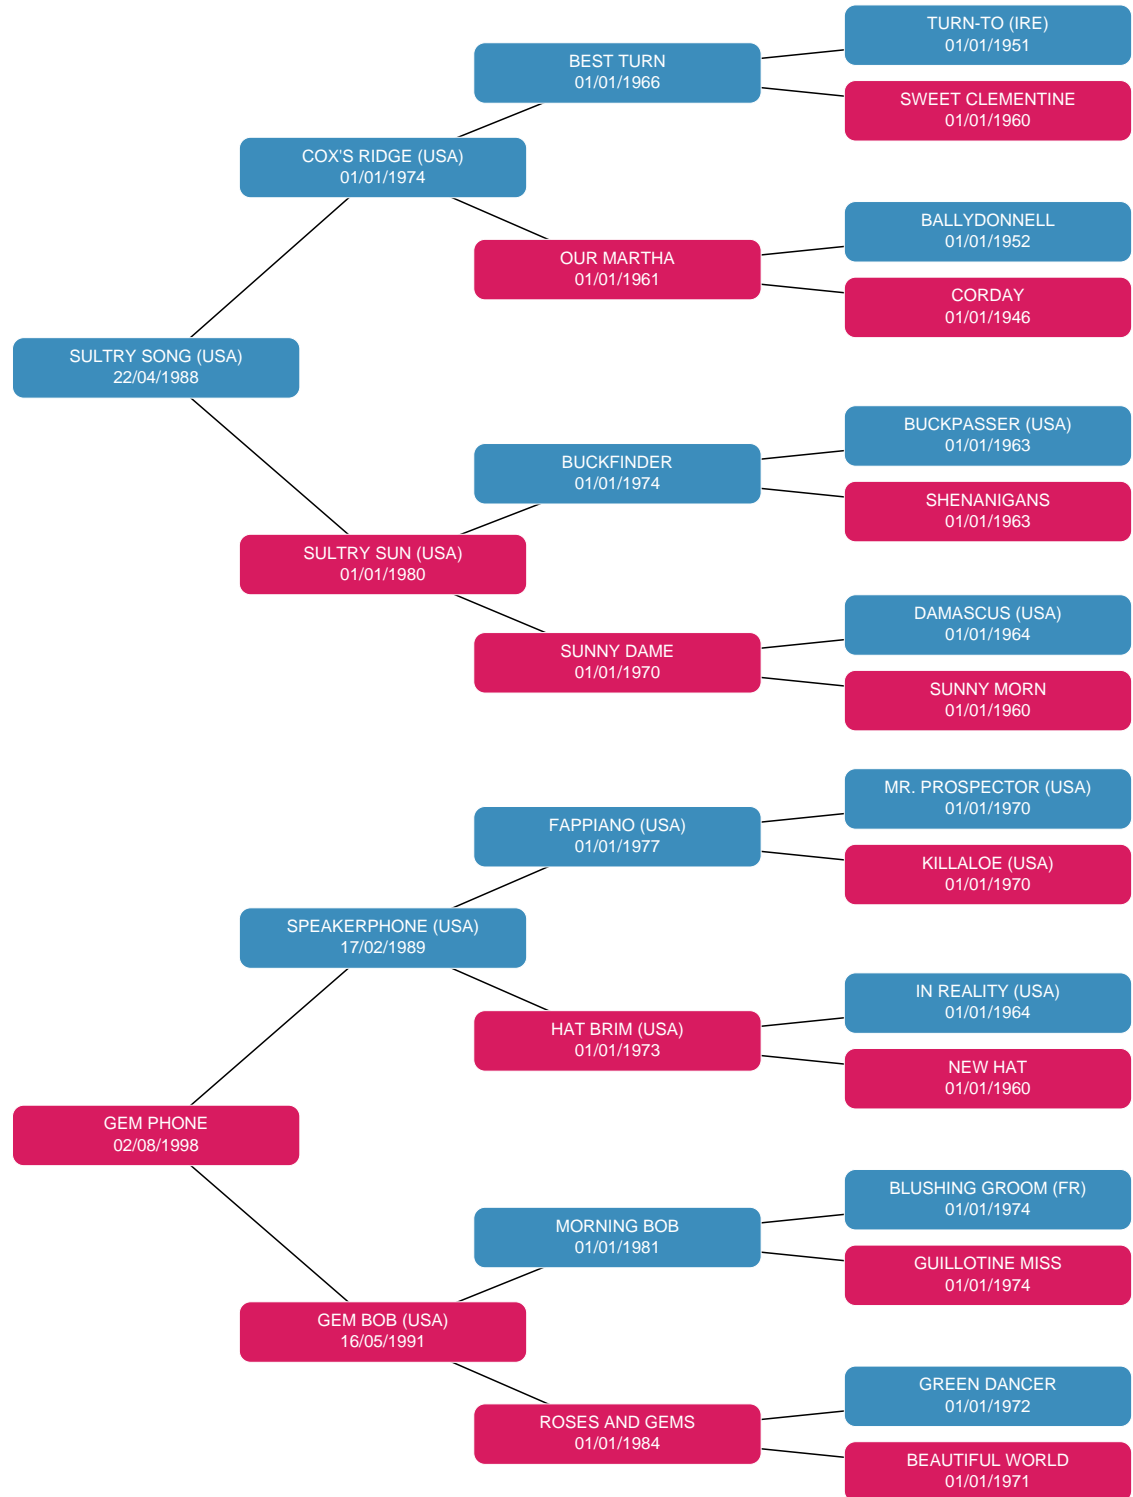 TURN-TO (IRE)
01/01/1951
BEST TURN
01/01/1966
SWEET CLEMENTINE
01/01/1960
COX'S RIDGE (USA)
01/01/1974
BALLYDONNELL
01/01/1952
OUR MARTHA
01/01/1961
CORDAY
01/01/1946
SULTRY SONG (USA)
22/04/1988
BUCKPASSER (USA)
01/01/1963
BUCKFINDER
01/01/1974
SHENANIGANS
01/01/1963
SULTRY SUN (USA)
01/01/1980
DAMASCUS (USA)
01/01/1964
SUNNY DAME
01/01/1970
SUNNY MORN
01/01/1960
MR. PROSPECTOR (USA)
01/01/1970
FAPPIANO (USA)
01/01/1977
KILLALOE (USA)
01/01/1970
SPEAKERPHONE (USA)
17/02/1989
IN REALITY (USA)
01/01/1964
HAT BRIM (USA)
01/01/1973
NEW HAT
01/01/1960
GEM PHONE
02/08/1998
BLUSHING GROOM (FR)
01/01/1974
MORNING BOB
01/01/1981
GUILLOTINE MISS
01/01/1974
GEM BOB (USA)
16/05/1991
GREEN DANCER
01/01/1972
ROSES AND GEMS
01/01/1984
BEAUTIFUL WORLD
01/01/1971